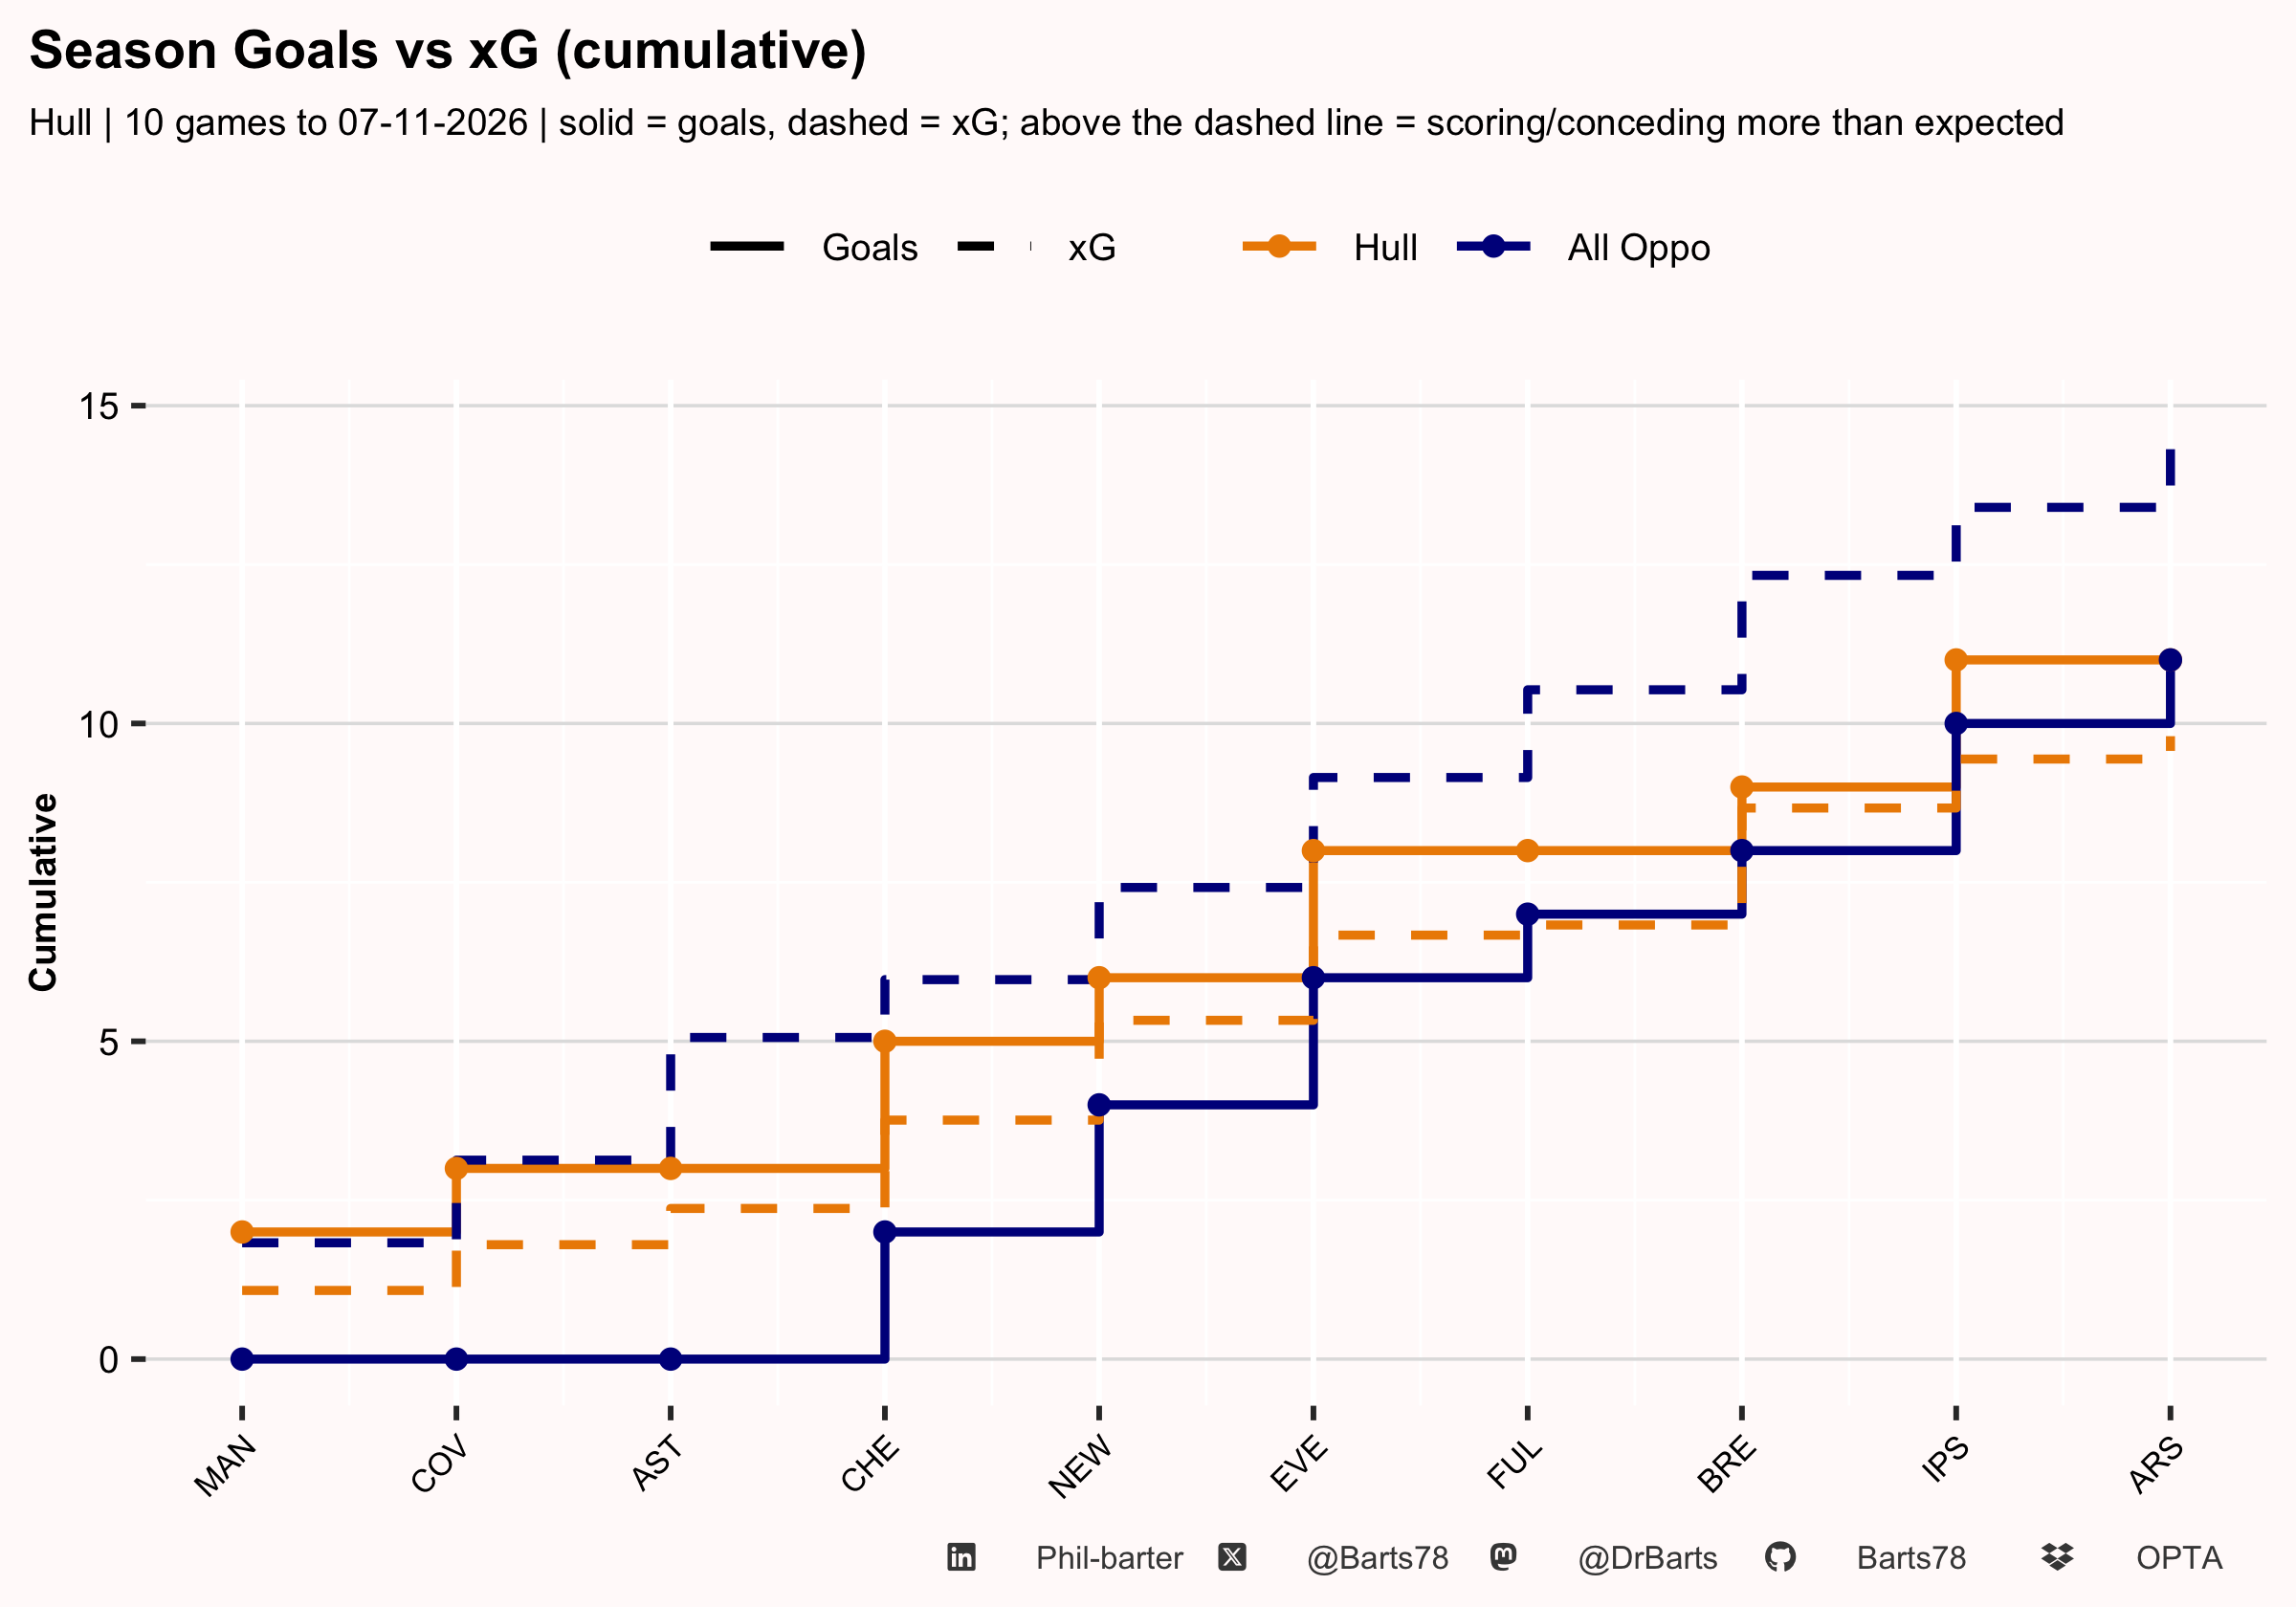 Season Goals vs xG (cumulative)
Hull | 10 games to 07-11-2026 | solid = goals, dashed = xG; above the dashed line = scoring/conceding more than expected
Goals xG Hull All Oppo
15
10
5
0
Cumulative
MAN COV AST CHE NEW EVE FUL BRE IPS ARS
Phil-barter @Barts78 @DrBarts Barts78 OPTA